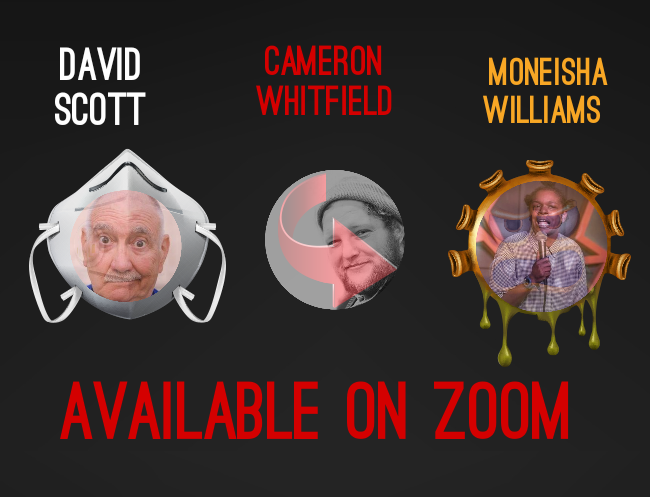 DAVID
SCOTT
CAMERON
WHITFIELD
MONEISHA
WILLIAMS
AVAILABLE ON ZOOM